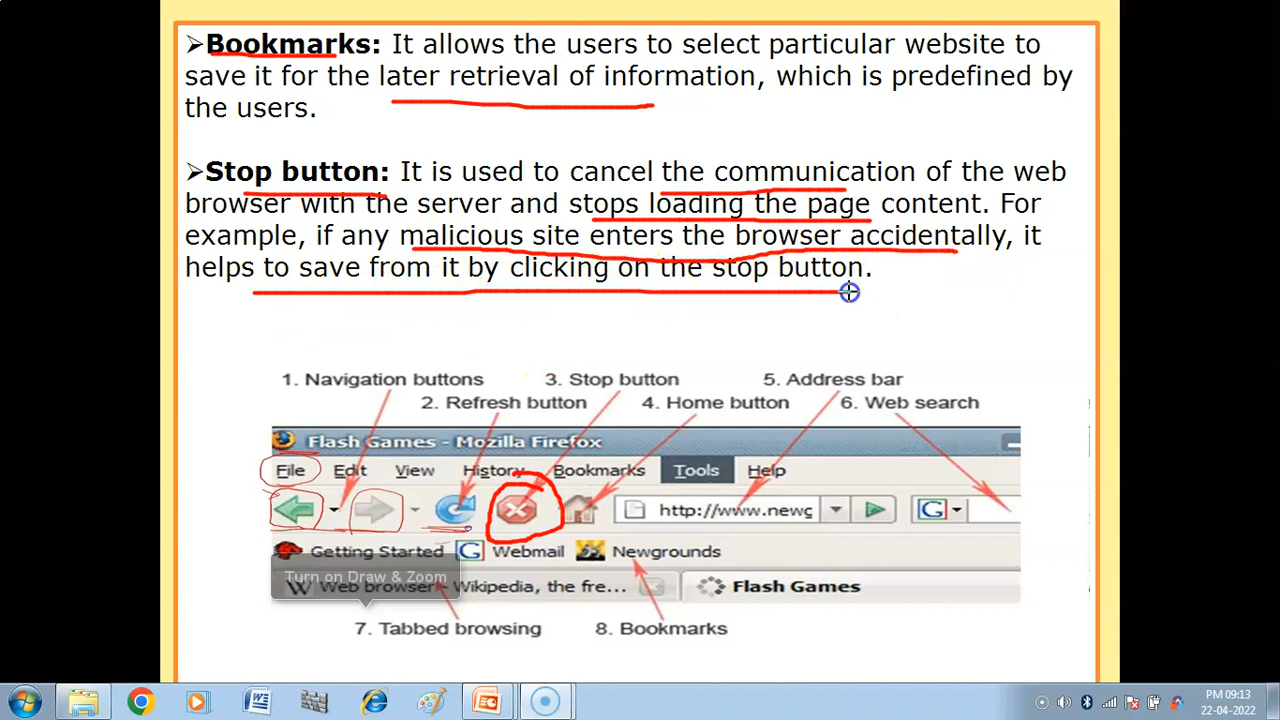 ➢Bookmarks: It allows the users to select particular website to
save it for the later retrieval of information, which is predefined by
the users.
➢Stop button: It is used to cancel the communication of the web
browser with the server and stops loading the page content. For
example, if any malicious site enters the browser accidentally, it
helps to save from it by clicking on the stop button.
1. Navigation buttons 3. Stop button 5. Address bar
2. Refresh button 4. Home button 6. Web search
Flash Games - Mozilla Firefox
File Edit View History Bookmarks Tools Help
http://www.newg G
Getting Started G Webmail Newgrounds
Turn on Draw & Zoom
W Web browser - Wikipedia, the fre... Flash Games
7. Tabbed browsing 8. Bookmarks
PM 09:13
22-04-2022